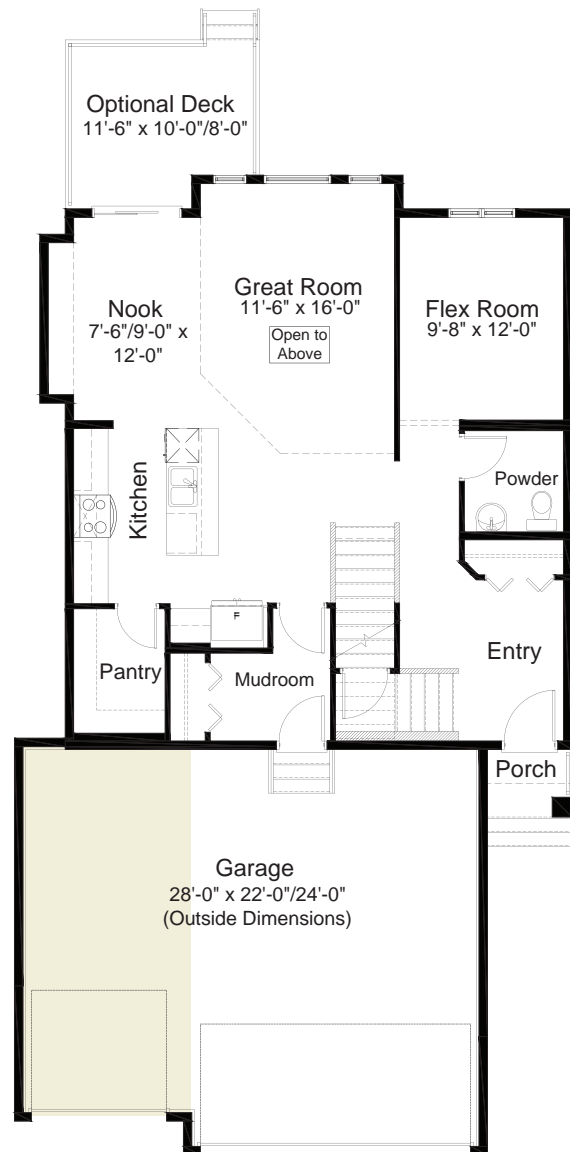 Optional Deck
11'-6" x 10'-0"/8'-0"
Great Room
11'-6" x 16'-0"
Open to
Above
Nook
7'-6"/9'-0" x
12'-0"
Flex Room
9'-8" x 12'-0"
Kitchen
Powder
F
Entry
Pantry
Mudroom
Porch
Garage
28'-0" x 22'-0"/24'-0"
(Outside Dimensions)